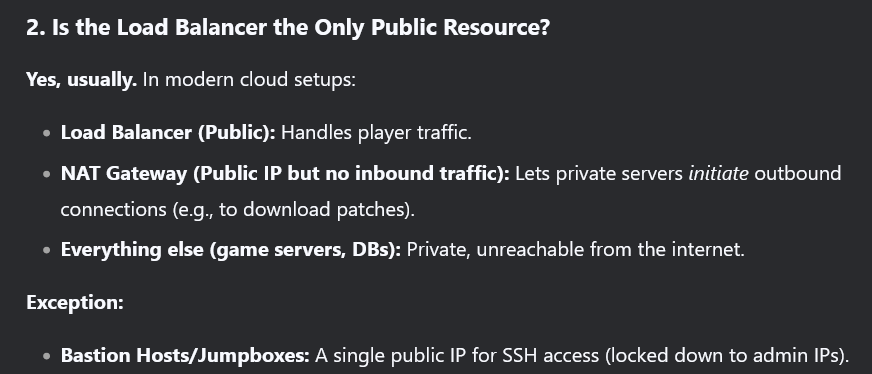 2. Is the Load Balancer the Only Public Resource?
Yes, usually. In modern cloud setups:
• Load Balancer (Public): Handles player traffic.
• NAT Gateway (Public IP but no inbound traffic): Lets private servers initiate outbound
connections (e.g., to download patches).
• Everything else (game servers, DBs): Private, unreachable from the internet.
Exception:
• Bastion Hosts/Jumpboxes: A single public IP for SSH access (locked down to admin IPs).